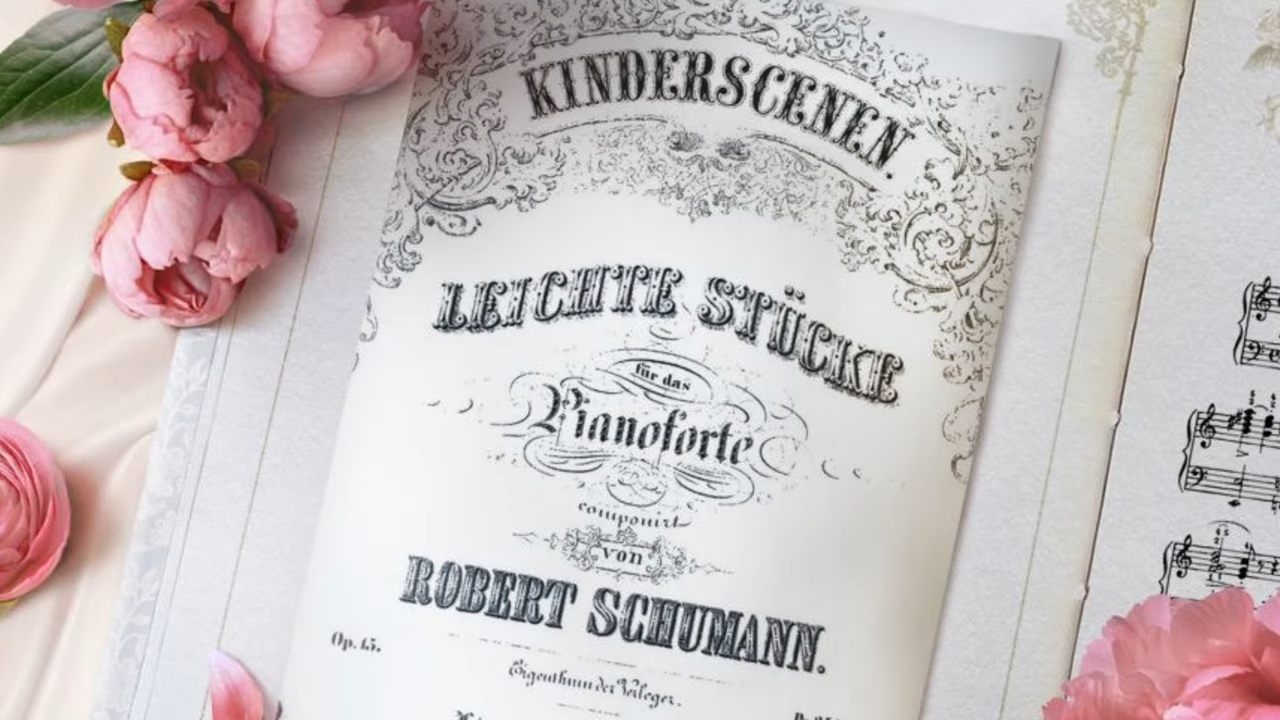 KINDERSCENEN.
LEICHTE STÜCKE
für das
Pianoforte
componirt
von
ROBERT SCHUMANN.
Op. 15.
Eigenthum der Verleger.